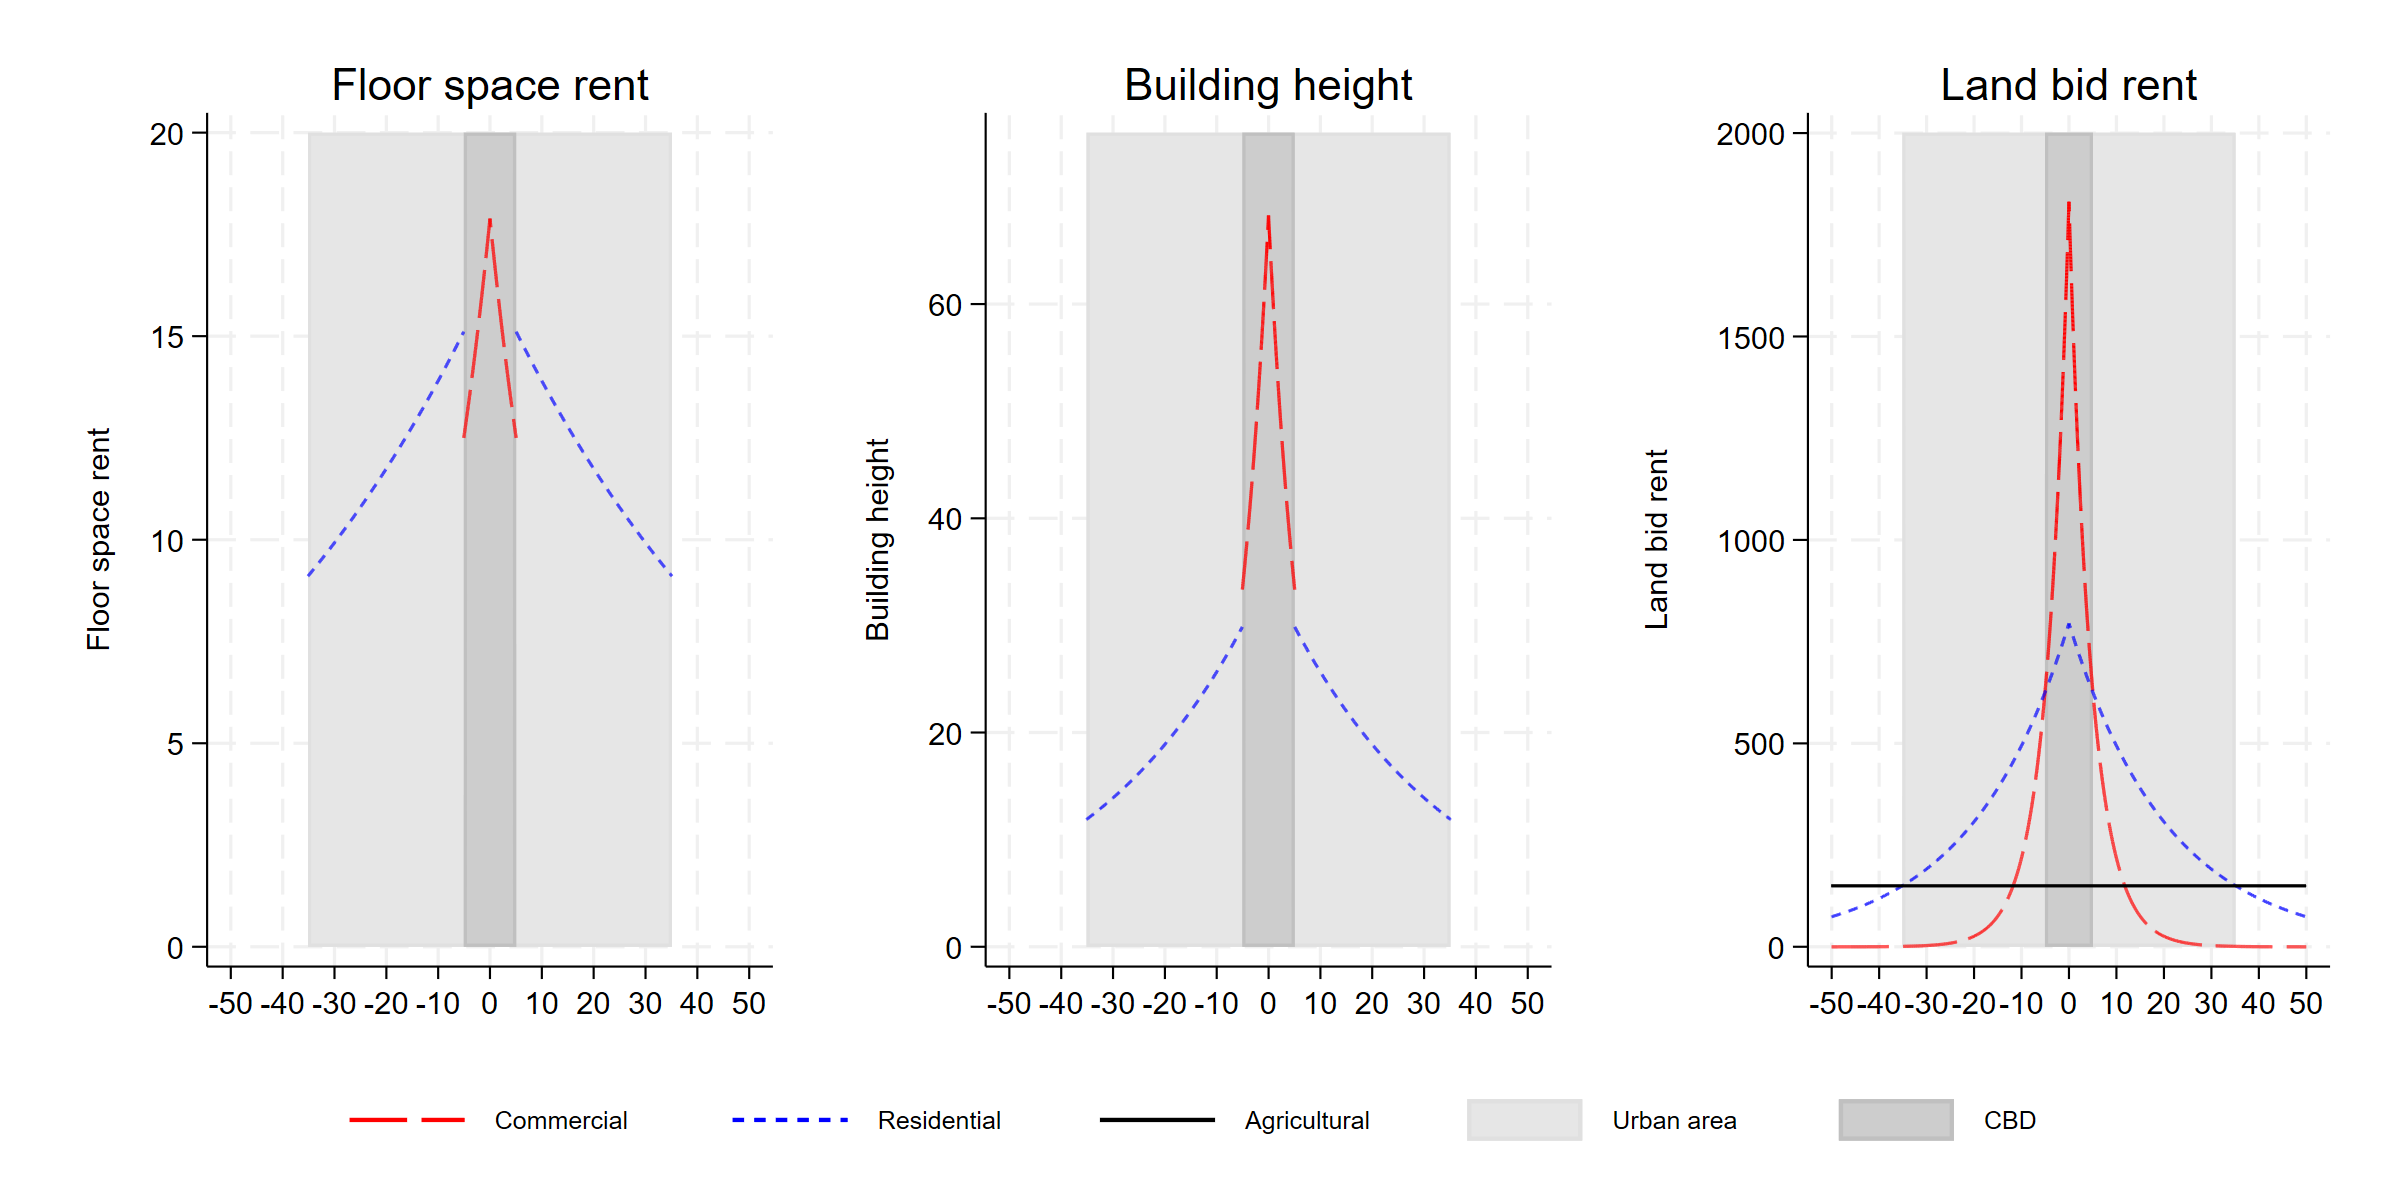 Floor space rent
Floor space rent
20
15
10
5
0
-50 -40 -30 -20 -10 0 10 20 30 40 50
Building height
Building height
60
40
20
0
-50 -40 -30 -20 -10 0 10 20 30 40 50
Land bid rent
Land bid rent
2000
1500
1000
500
0
-50 -40 -30 -20 -10 0 10 20 30 40 50
Commercial Residential Agricultural Urban area CBD